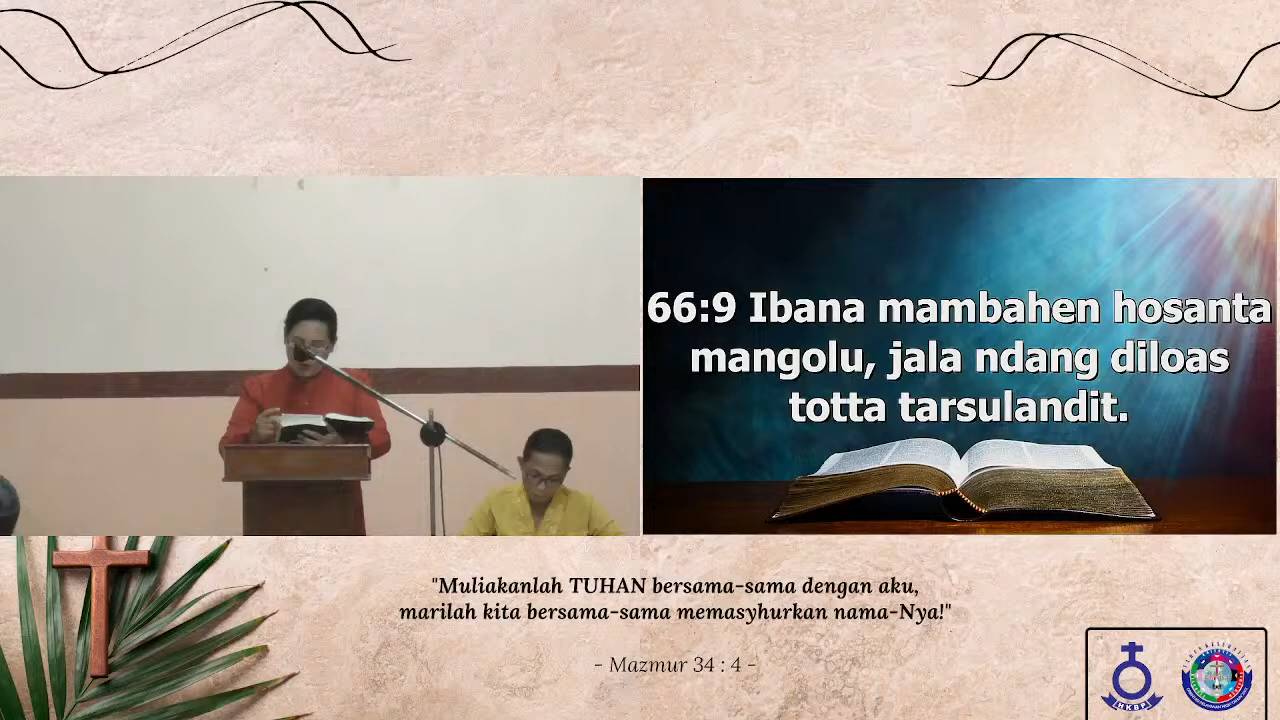 66:9 Ibana mambahen hosanta
mangolu, jala ndang diloas
totta tarsulandit.
"Muliakanlah TUHAN bersama-sama dengan aku,
marilah kita bersama-sama memasyhurkan nama-Nya!"
- Mazmur 34 : 4 -
HKBP